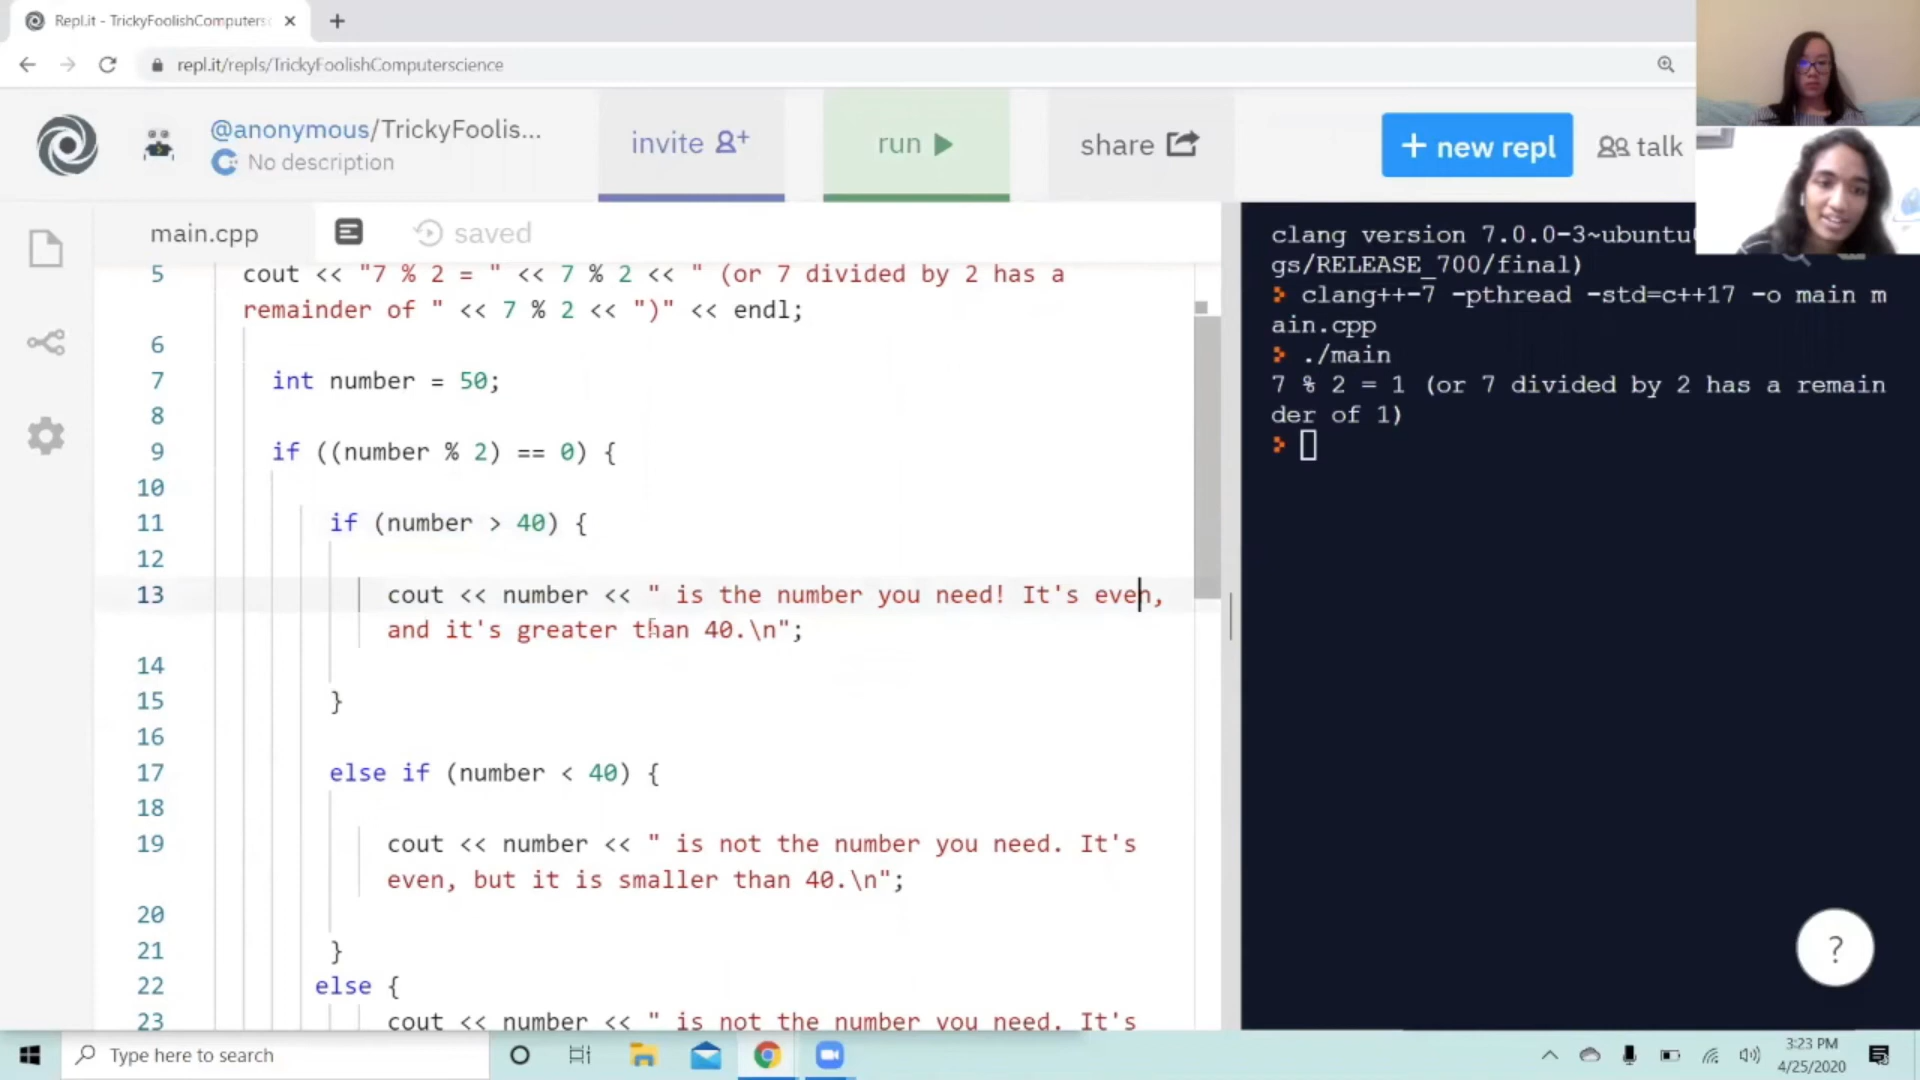 Repl.it - TrickyFoolishComputers
repl.it/repls/TrickyFoolishComputerscience
@anonymous/TrickyFoolis...
No description
invite
run
share
+ new repl
talk
main.cpp
saved
5 cout << "7 % 2 = " << 7 % 2 << " (or 7 divided by 2 has a
remainder of " << 7 % 2 << ")" << endl;
6
7 int number = 50;
8
9 if ((number % 2) == 0) {
10
11 if (number > 40) {
12
13 cout << number << " is the number you need! It's even,
and it's greater than 40.\n";
14
15 }
16
17 else if (number < 40) {
18
19 cout << number << " is not the number you need. It's
even, but it is smaller than 40.\n";
20
21 }
22 else {
23 cout << number << " is not the number you need. It's
clang version 7.0.0-3~ubuntu
gs/RELEASE_700/final)
clang++-7 -pthread -std=c++17 -o main m
ain.cpp
./main
7 % 2 = 1 (or 7 divided by 2 has a remain
der of 1)
?
Type here to search
3:23 PM
4/25/2020